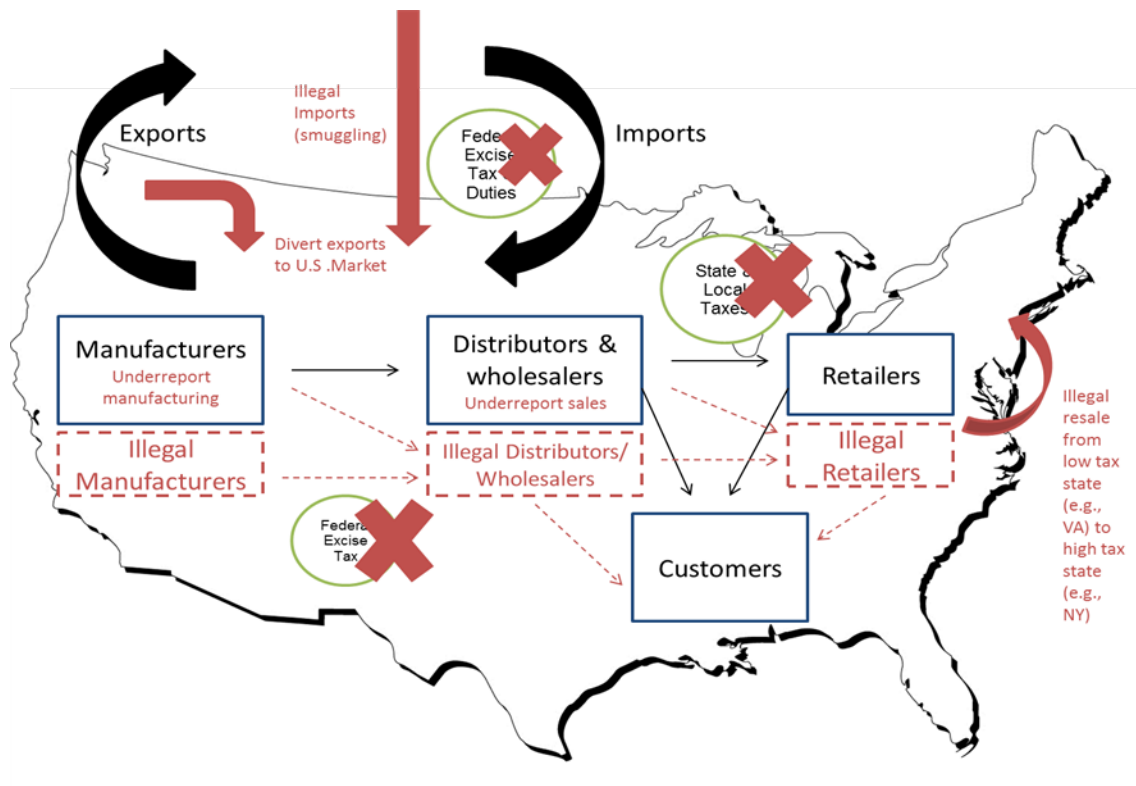 Illegal
Imports
(smuggling)
Exports
Imports
Feder
Excise
Tax
Duties
Divert exports
to U.S .Market
State &
Local
Taxes
Manufacturers
Underreport
manufacturing
Distributors &
wholesalers
Underreport sales
Retailers
Illegal
Manufacturers
Illegal Distributors/
Wholesalers
Illegal
Retailers
Illegal
resale
from
low tax
state
(e.g.,
VA) to
high tax
state
(e.g.,
NY)
Federa
Excise
Tax
Customers